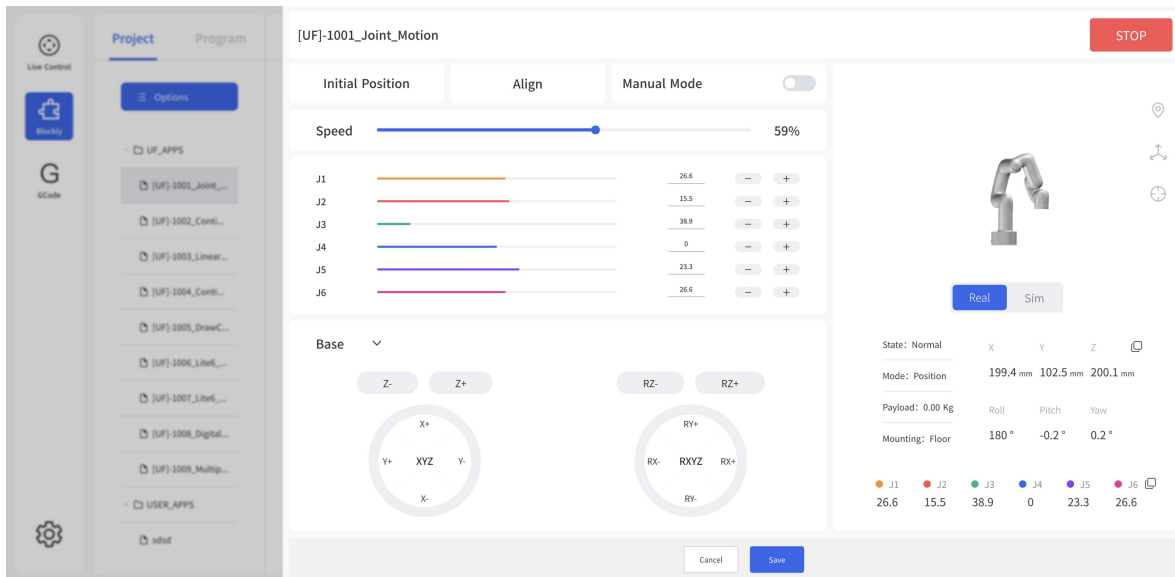 Live Control
Blockly
G
GCode
Project Program
Options
UF_APPS
[UF]-1001_Joint_...
[UF]-1002_Conti...
[UF]-1003_Linear...
[UF]-1004_Conti...
[UF]-1005_DrawC...
[UF]-1006_Lite6_...
[UF]-1007_Lite6_...
[UF]-1008_Digital...
[UF]-1009_Multip...
USER_APPS
sdsd
[UF]-1001_Joint_Motion STOP
Initial Position Align Manual Mode
Speed 59%
J1 26.6 − +
J2 15.5 − +
J3 38.9 − +
J4 0 − +
J5 23.3 − +
J6 26.6 − +
Base
Z- Z+ RZ- RZ+
X+
Y+ XYZ Y-
X-
RY+
RX- RXYZ RX+
RY-
Real Sim
State: Normal
Mode: Position
Payload: 0.00 Kg
Mounting: Floor
X Y Z
199.4 mm 102.5 mm 200.1 mm
Roll Pitch Yaw
180 ° -0.2 ° 0.2 °
J1 J2 J3 J4 J5 J6
26.6 15.5 38.9 0 23.3 26.6
Cancel Save